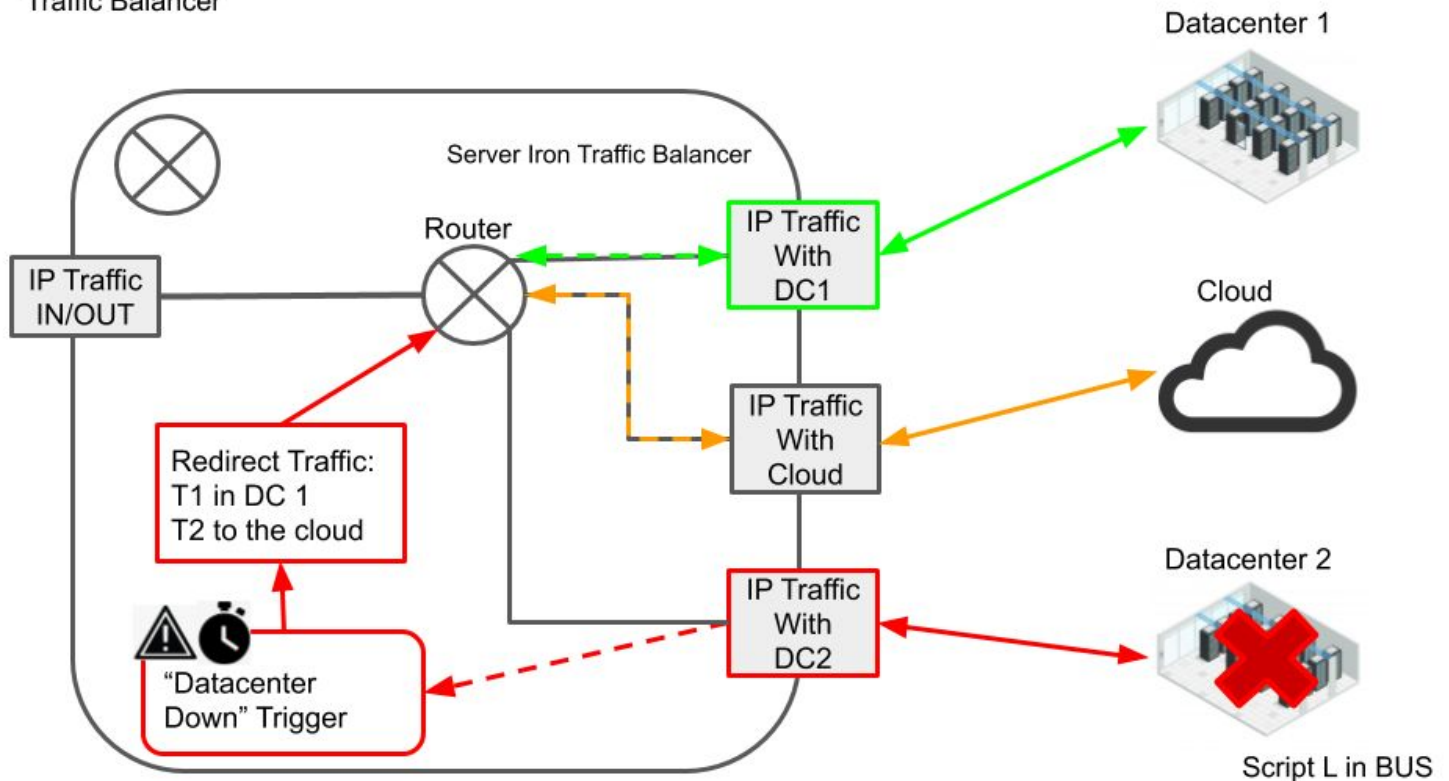 Traffic Balancer
Datacenter 1
Server Iron Traffic Balancer
Router
IP Traffic
With
DC1
IP Traffic
IN/OUT
Cloud
IP Traffic
With
Cloud
Redirect Traffic:
T1 in DC 1
T2 to the cloud
Datacenter 2
IP Traffic
With
DC2
“Datacenter
Down” Trigger
Script L in BUS